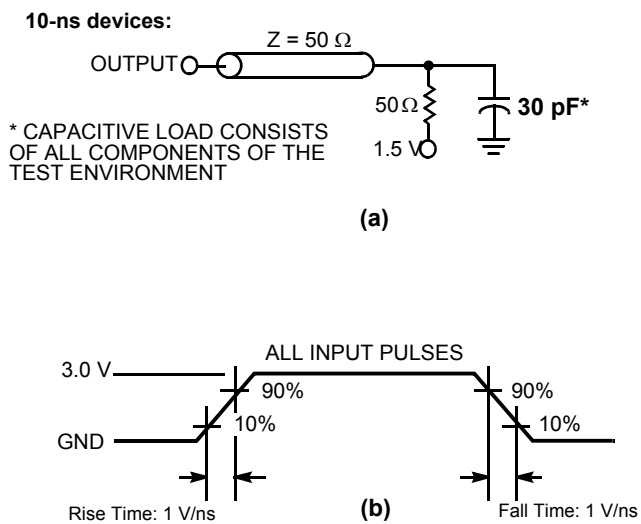 10-ns devices:
Z = 50 Ω
OUTPUT
50Ω
30 pF*
* CAPACITIVE LOAD CONSISTS
OF ALL COMPONENTS OF THE
TEST ENVIRONMENT
1.5 V
(a)
ALL INPUT PULSES
3.0 V
90%
90%
10%
10%
GND
Rise Time: 1 V/ns
(b)
Fall Time: 1 V/ns